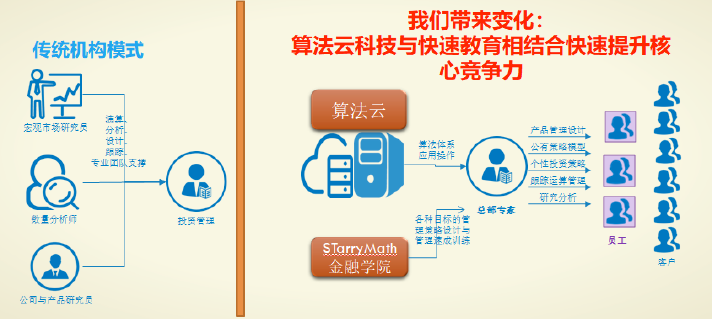 传统机构模式
宏观市场研究员
数量分析师
公司与产品研究员
演算、
分析、
设计、
跟踪、
专业团队支撑
投资管理
我们带来变化：
算法云科技与快速教育相结合快速提升核
心竞争力
算法云
STarryMath
金融学院
算法体系
应用操作
各种目标的管
理策略设计与
管理速成训练
总部专家
产品管理设计
公有策略模型
个性投资策略
跟踪运营管理
研究分析
员工
客户